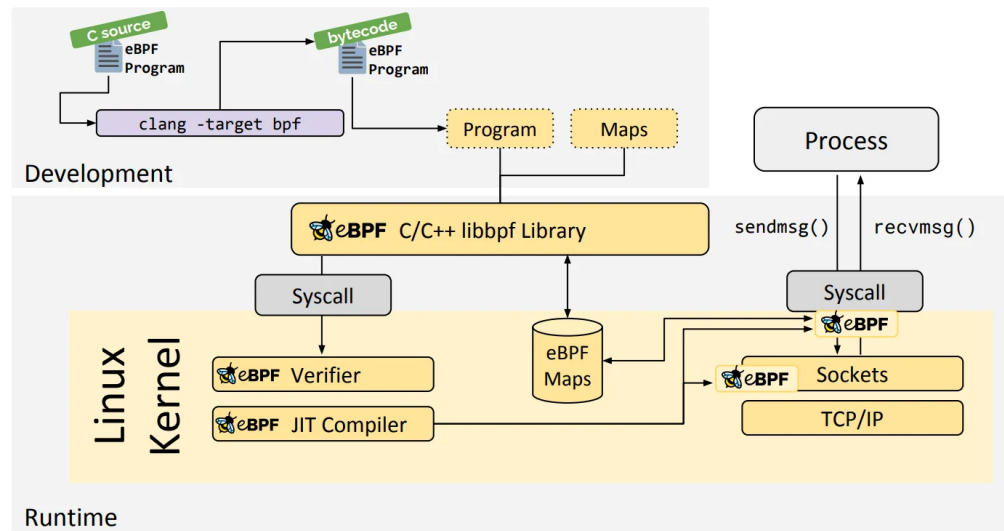 C source
eBPF
Program
bytecode
eBPF
Program
clang -target bpf
Program
Maps
Development
Process
eBPF C/C++ libbpf Library
sendmsg()
recvmsg()
Syscall
Syscall
eBPF
Linux
Kernel
eBPF Verifier
eBPF
Maps
eBPF
Sockets
eBPF JIT Compiler
TCP/IP
Runtime